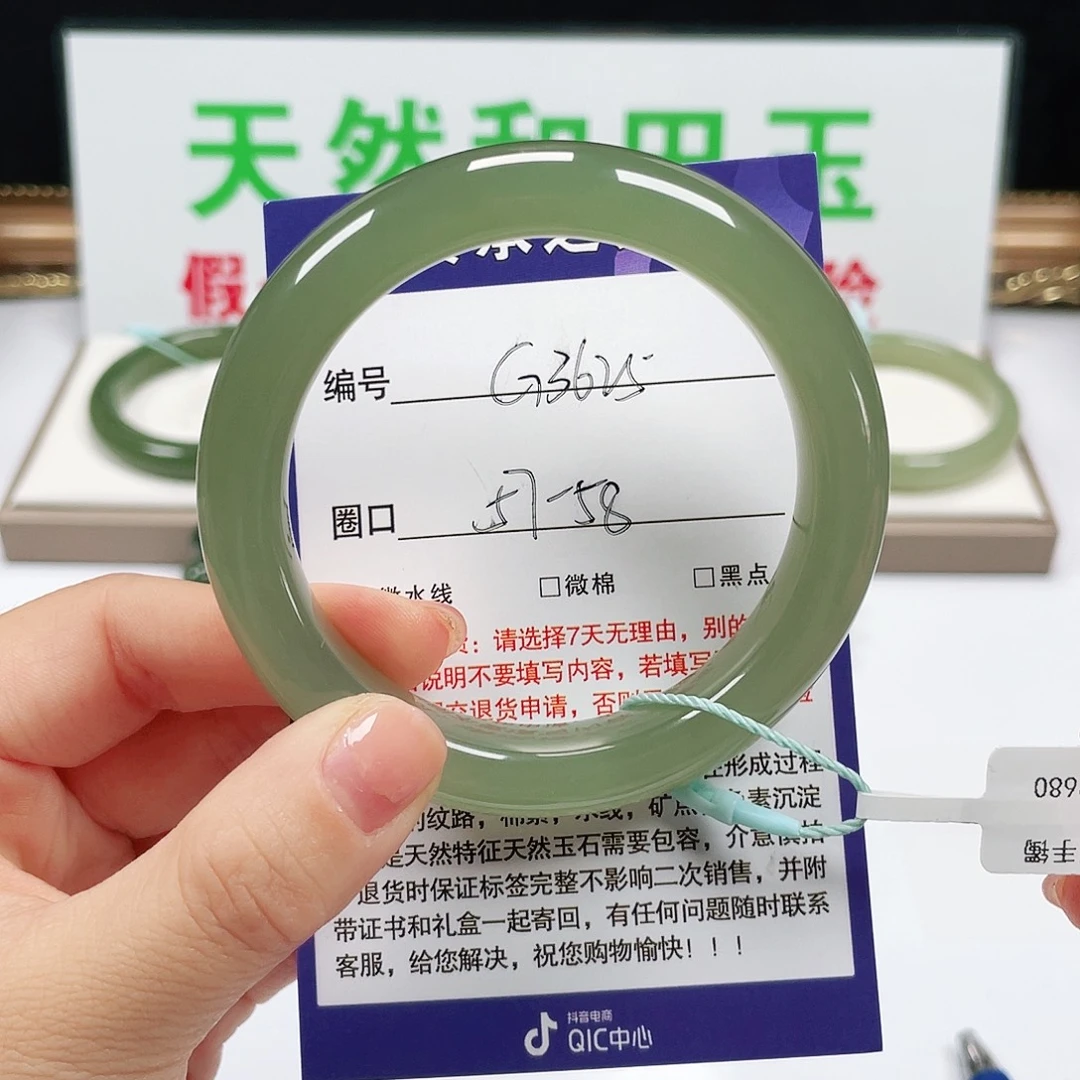 天然和田玉
假
编号 G3625
圈口 57-58
微水线 □微棉 □黑点
：请选择7天无理由，别的
说明不要填写内容，若填写
退货申请，否则
形成过程
纹路，棉絮，水线，矿点 素沉淀
是天然特征天然玉石需要包容，介意慎拍
退货时保证标签完整不影响二次销售，并附
带证书和礼盒一起寄回，有任何问题随时联系
客服，给您解决，祝您购物愉快！！！
抖音电商
QIC中心
680
手镯